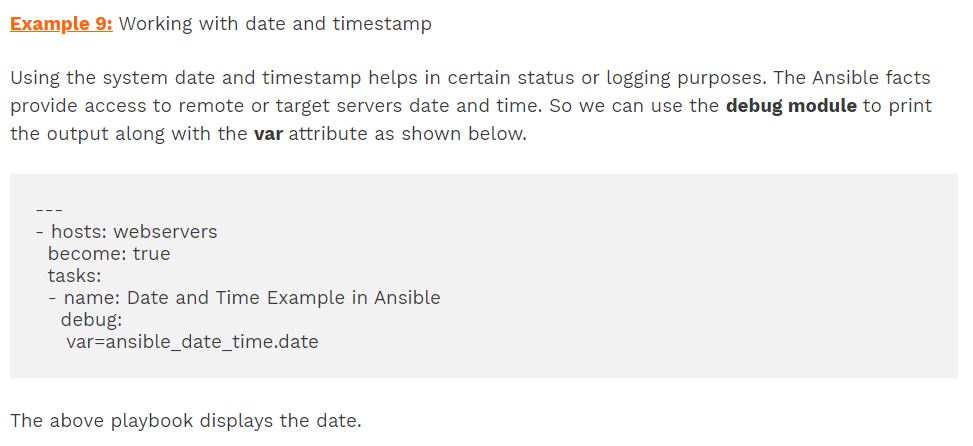 Example 9: Working with date and timestamp
Using the system date and timestamp helps in certain status or logging purposes. The Ansible facts
provide access to remote or target servers date and time. So we can use the debug module to print
the output along with the var attribute as shown below.
---
- hosts: webservers
  become: true
  tasks:
  - name: Date and Time Example in Ansible
    debug:
     var=ansible_date_time.date
The above playbook displays the date.